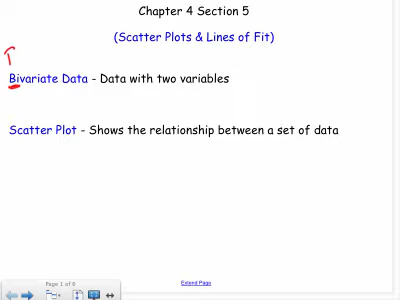 Chapter 4 Section 5
(Scatter Plots & Lines of Fit)
Bivariate Data - Data with two variables
Scatter Plot - Shows the relationship between a set of data
Extend Page
Page 1 of 6